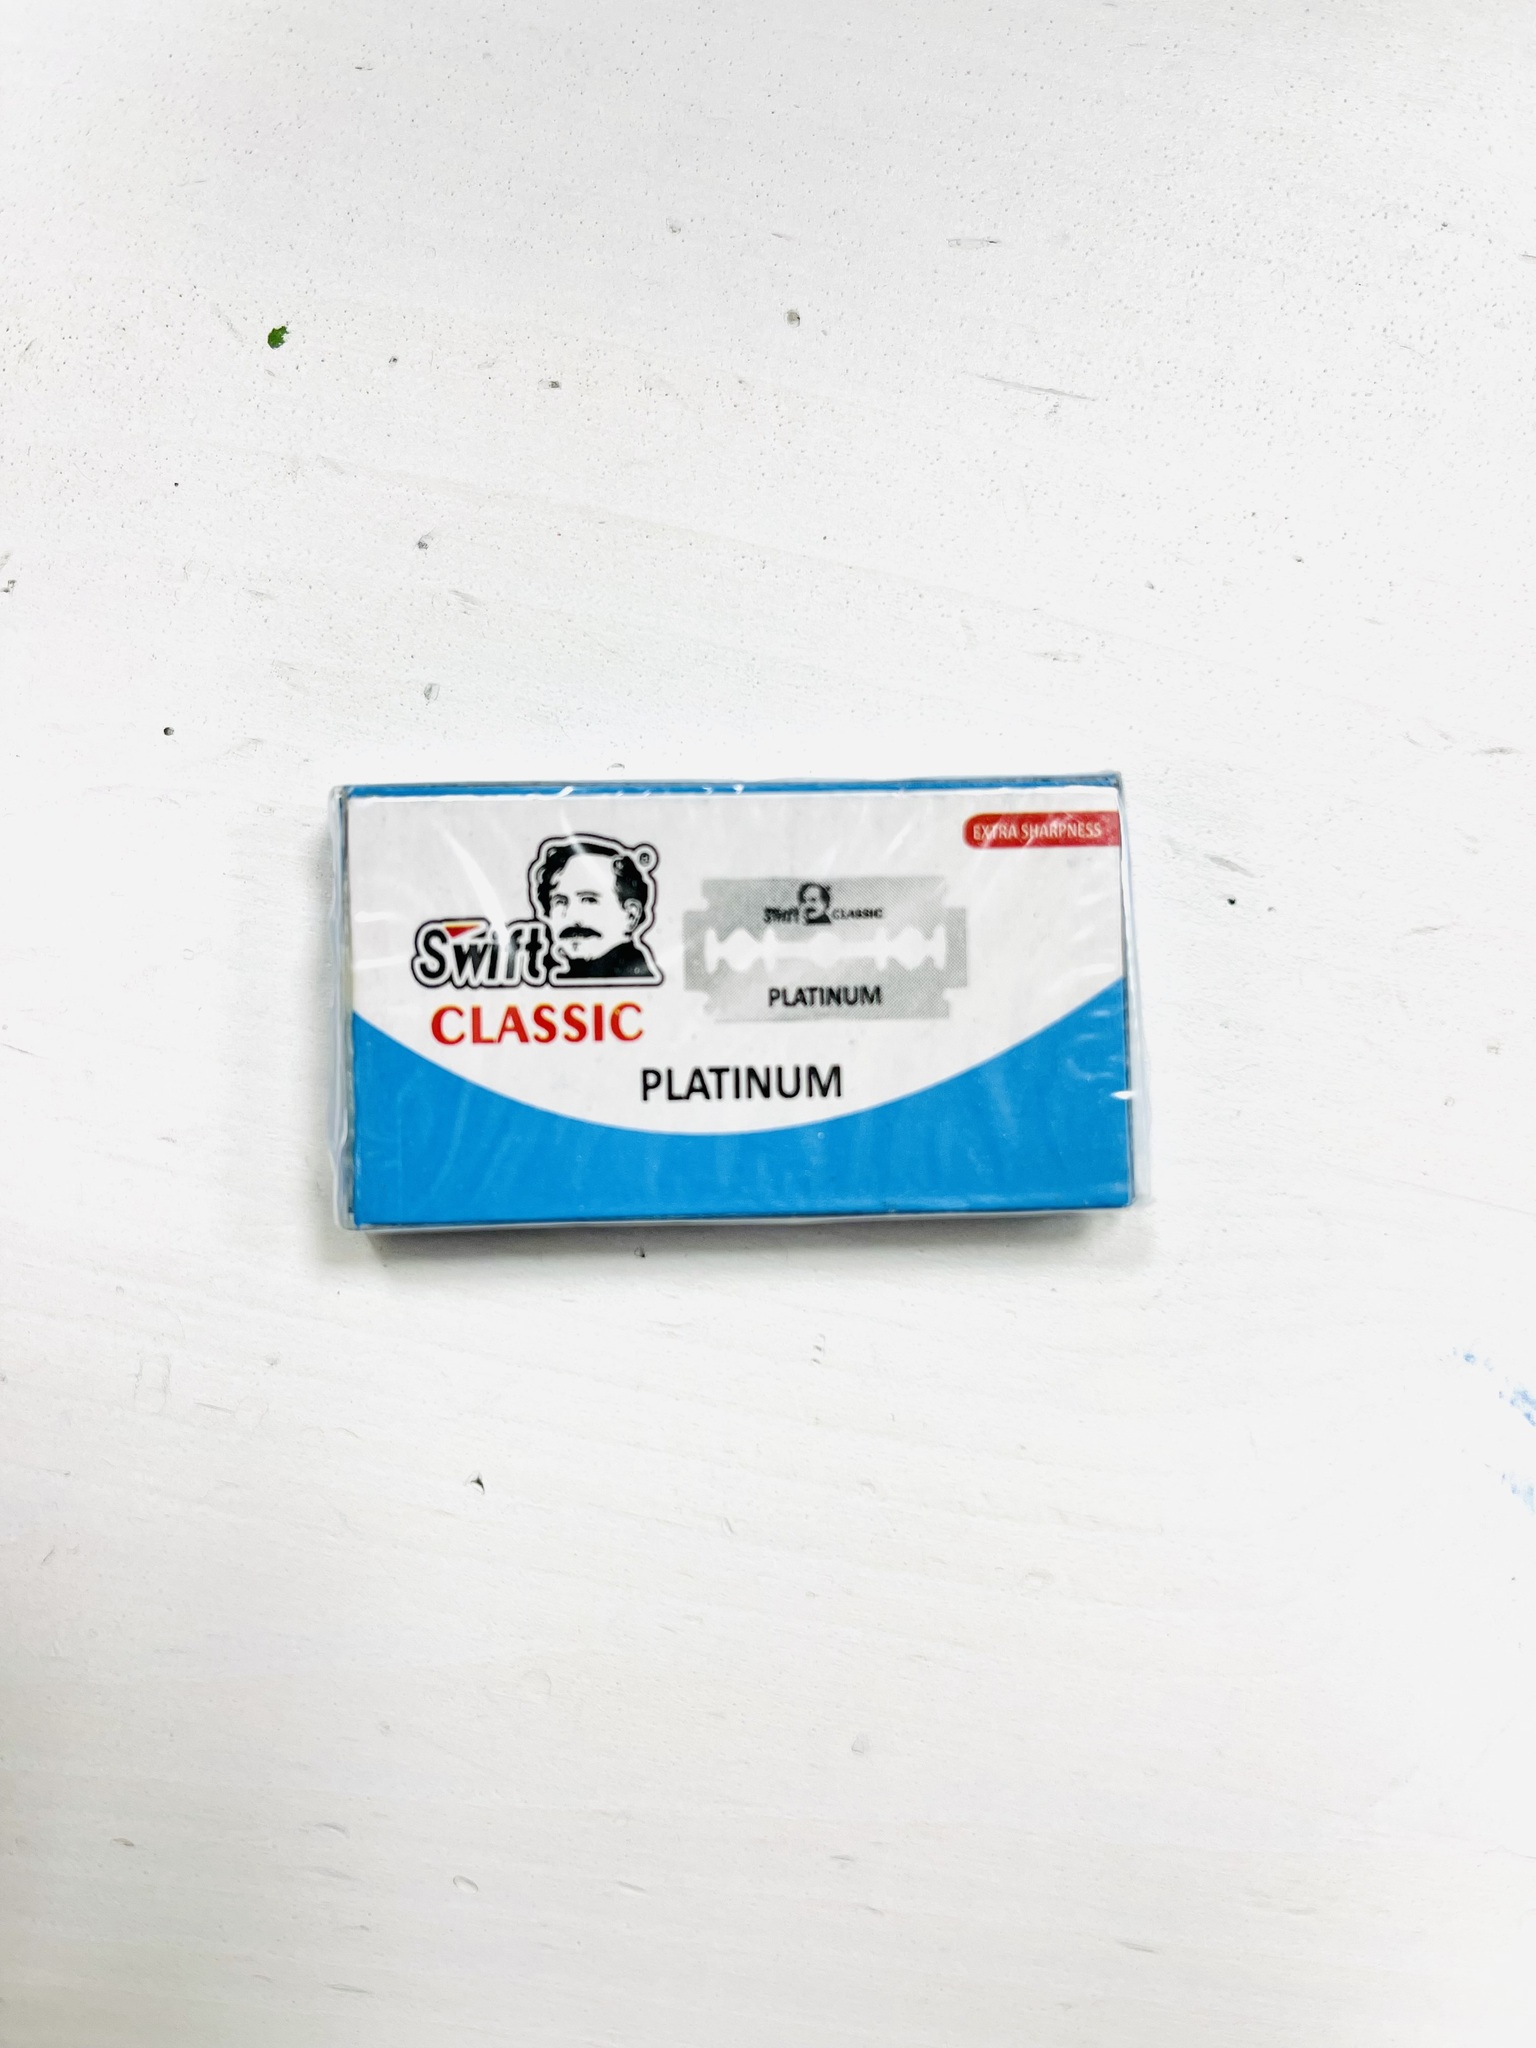 EXTRA SHARPNESS
Swift®
CLASSIC
Swift CLASSIC
PLATINUM
PLATINUM